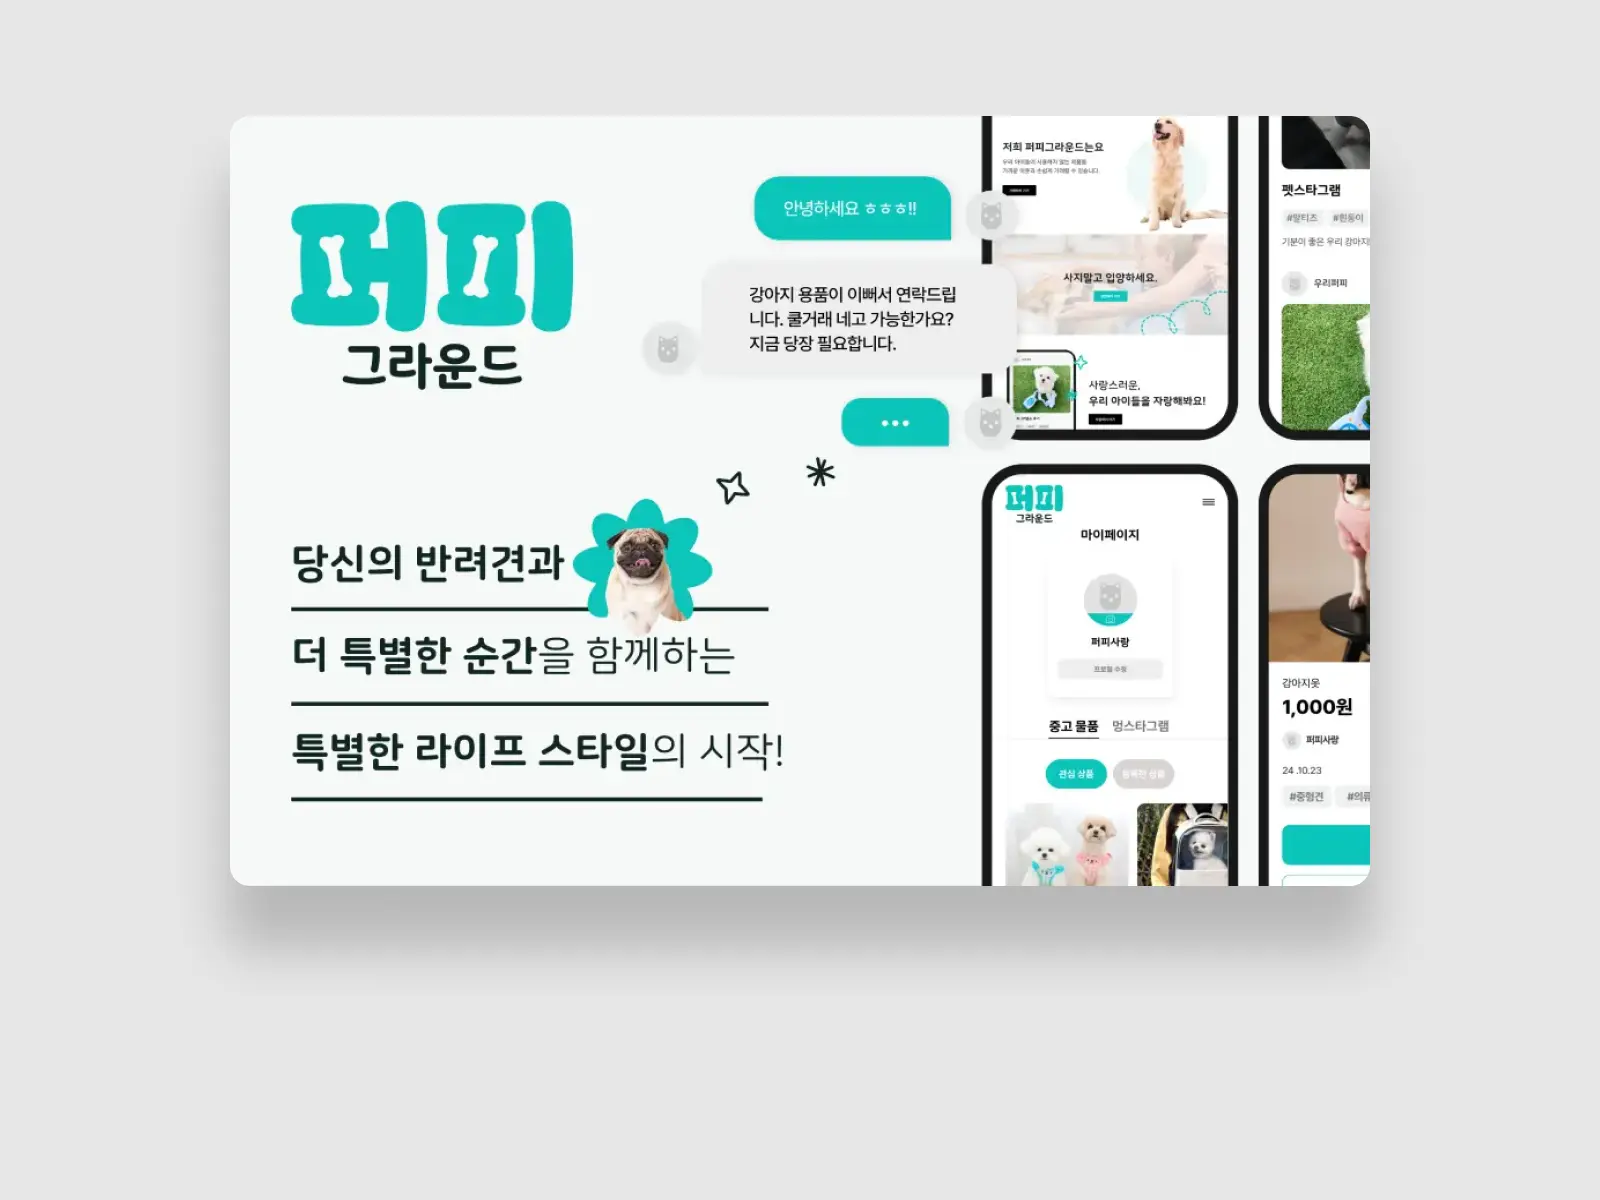 퍼피
그라운드
안녕하세요 ㅎㅎㅎ!!
강아지 용품이 이뻐서 연락드립
니다. 쿨거래 네고 가능한가요?
지금 당장 필요합니다.
당신의 반려견과
더 특별한 순간을 함께하는
특별한 라이프 스타일의 시작!
저희 퍼피그라운드는요
사지말고 입양하세요.
사랑스러운,
우리 아이들을 자랑해봐요!
펫스타그램
#말티즈 #흰둥이
기분이 좋은 우리 강아지
우리퍼피
퍼피
그라운드
마이페이지
퍼피사랑
프로필 수정
중고 물품 멍스타그램
관심 상품 등록한 상품
강아지옷
1,000원
퍼피사랑
24 .10.23
#중형견 #의류